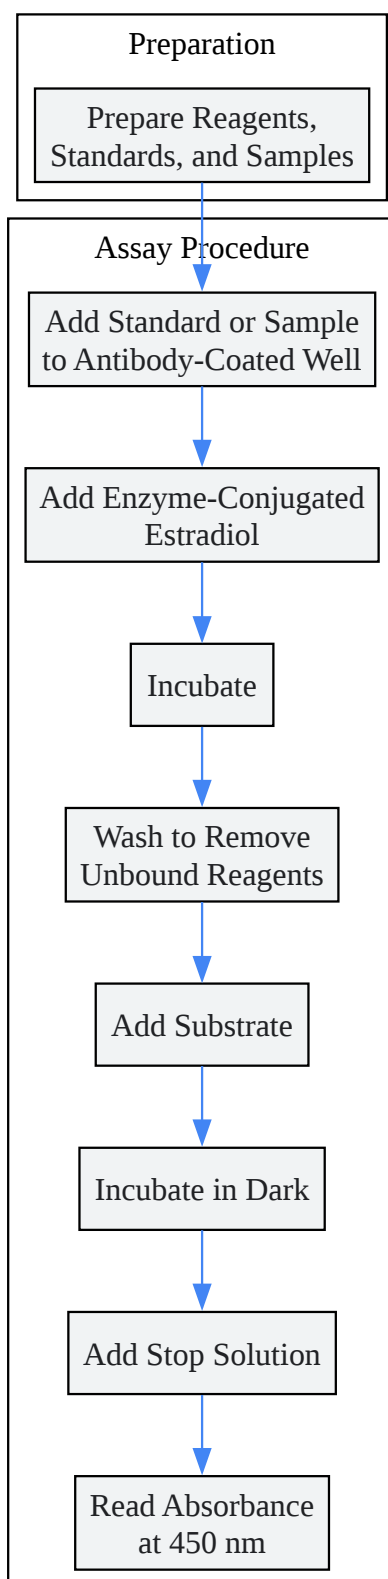 Preparation
Prepare Reagents,
Standards, and Samples
Assay Procedure
Add Standard or Sample
to Antibody-Coated Well
Add Enzyme-Conjugated
Estradiol
Incubate
Wash to Remove
Unbound Reagents
Add Substrate
Incubate in Dark
Add Stop Solution
Read Absorbance
at 450 nm